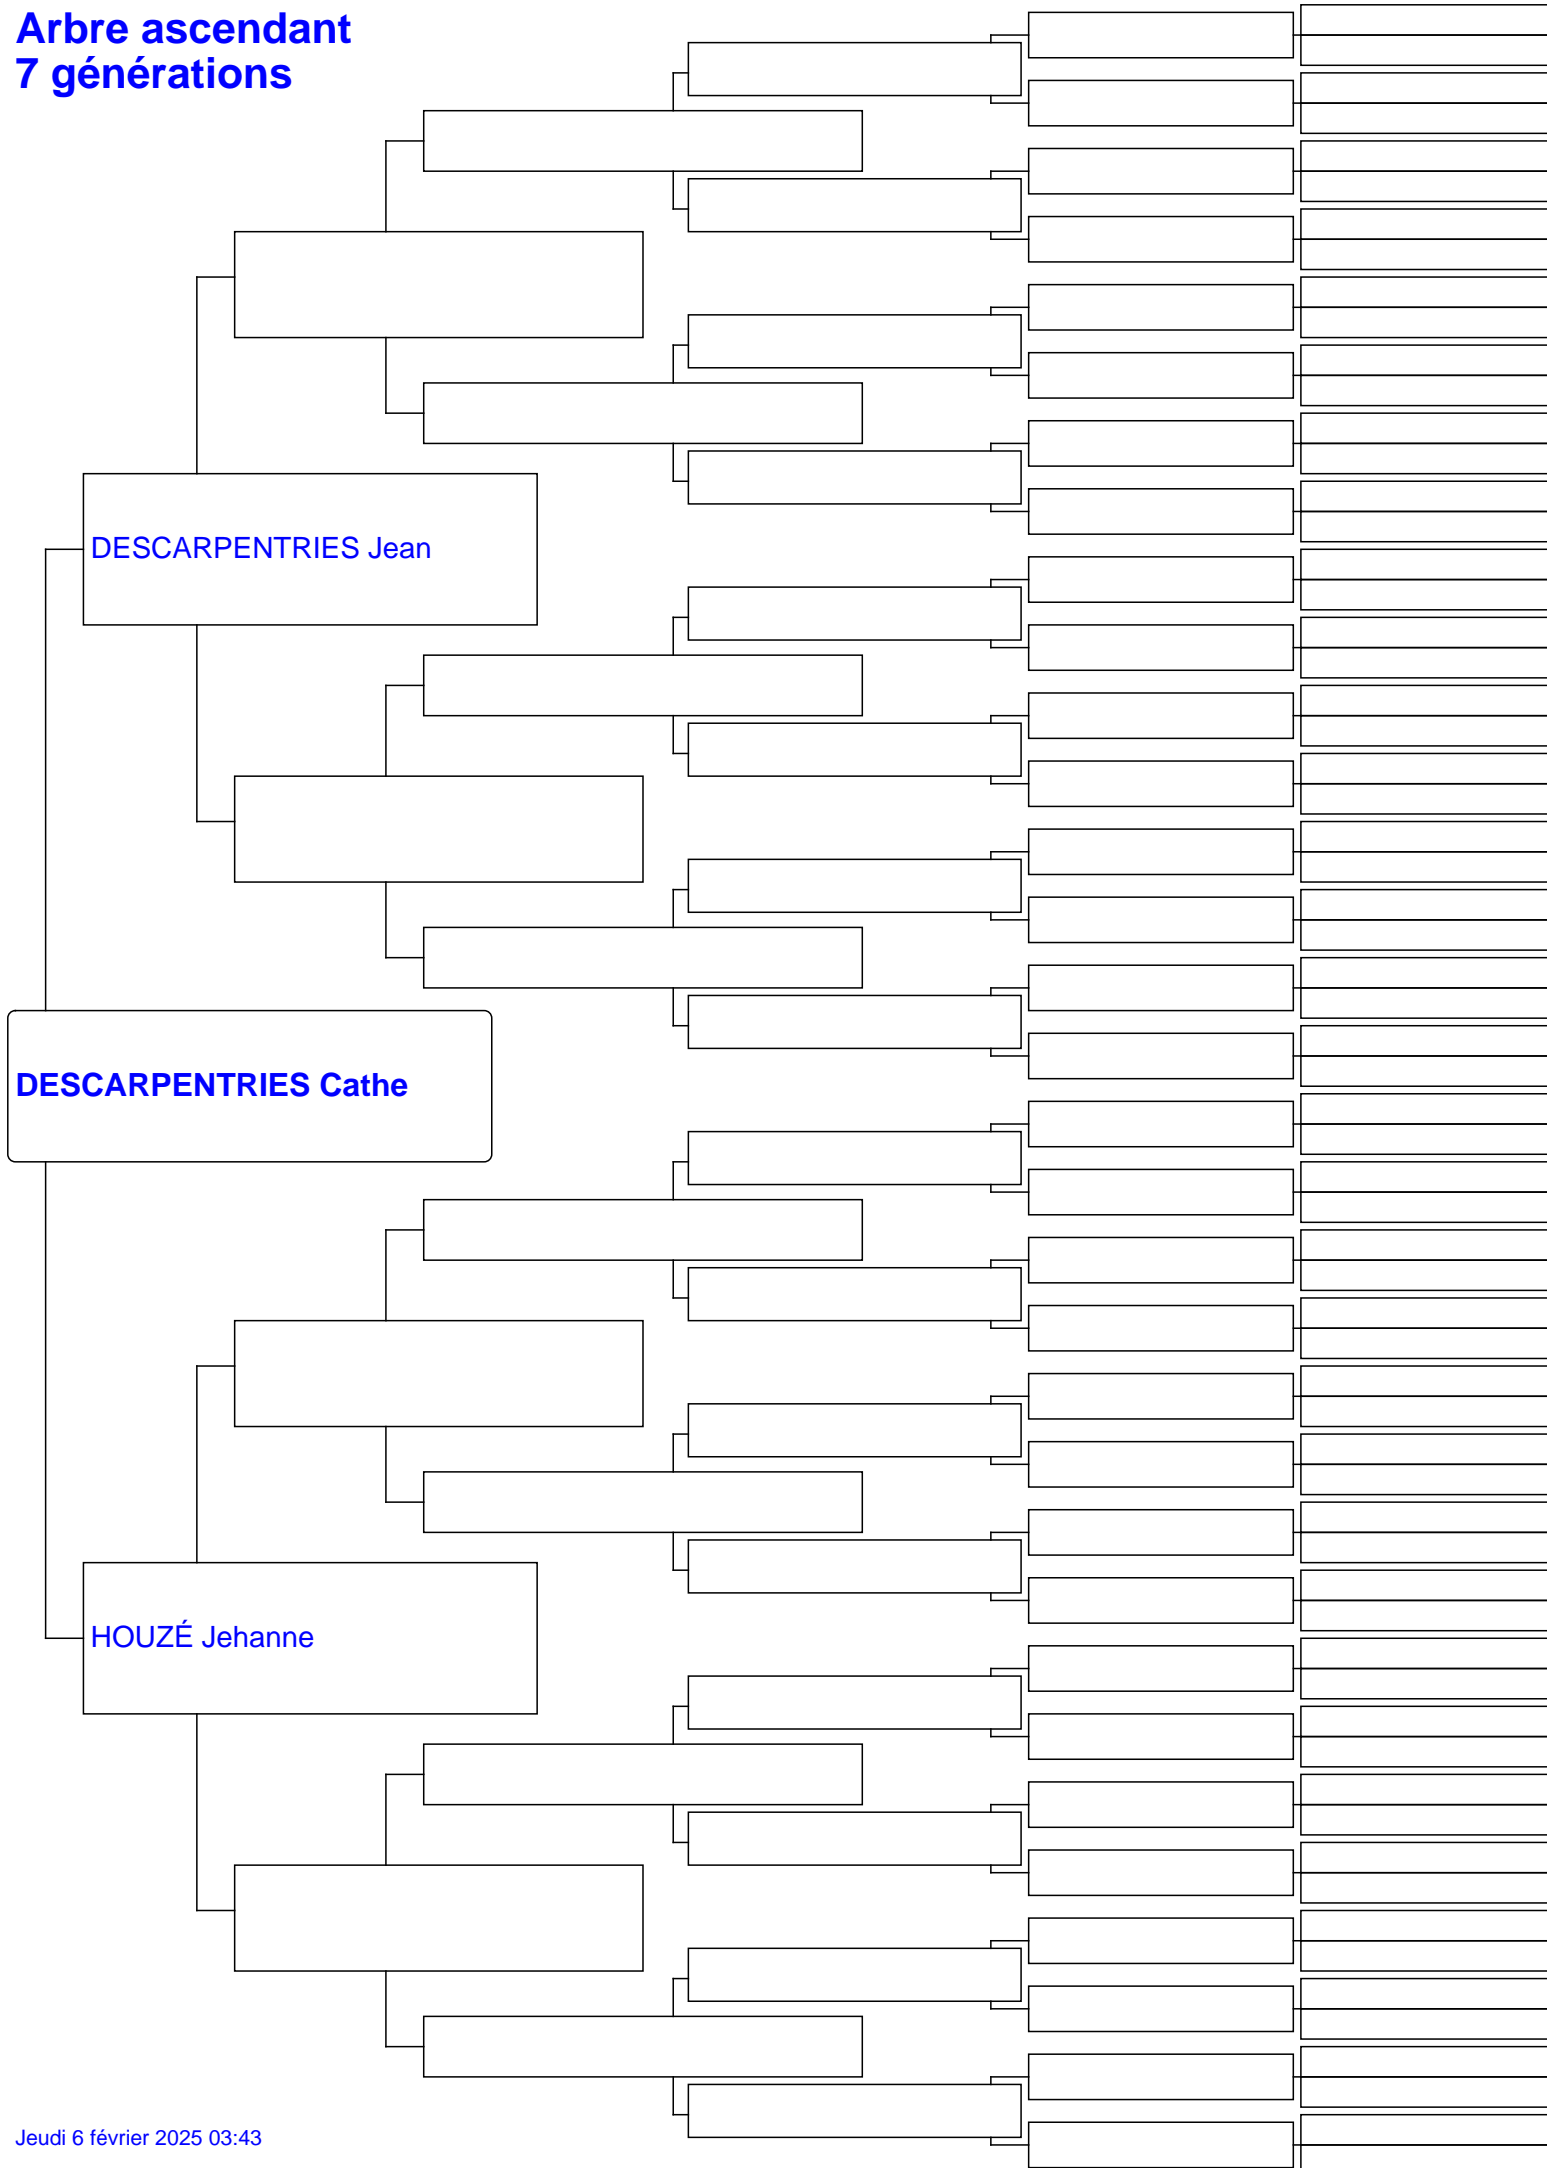 Arbre ascendant
7 générations
DESCARPENTRIES Jean
DESCARPENTRIES Cathe
HOUZÉ Jehanne
Jeudi 6 février 2025 03:43